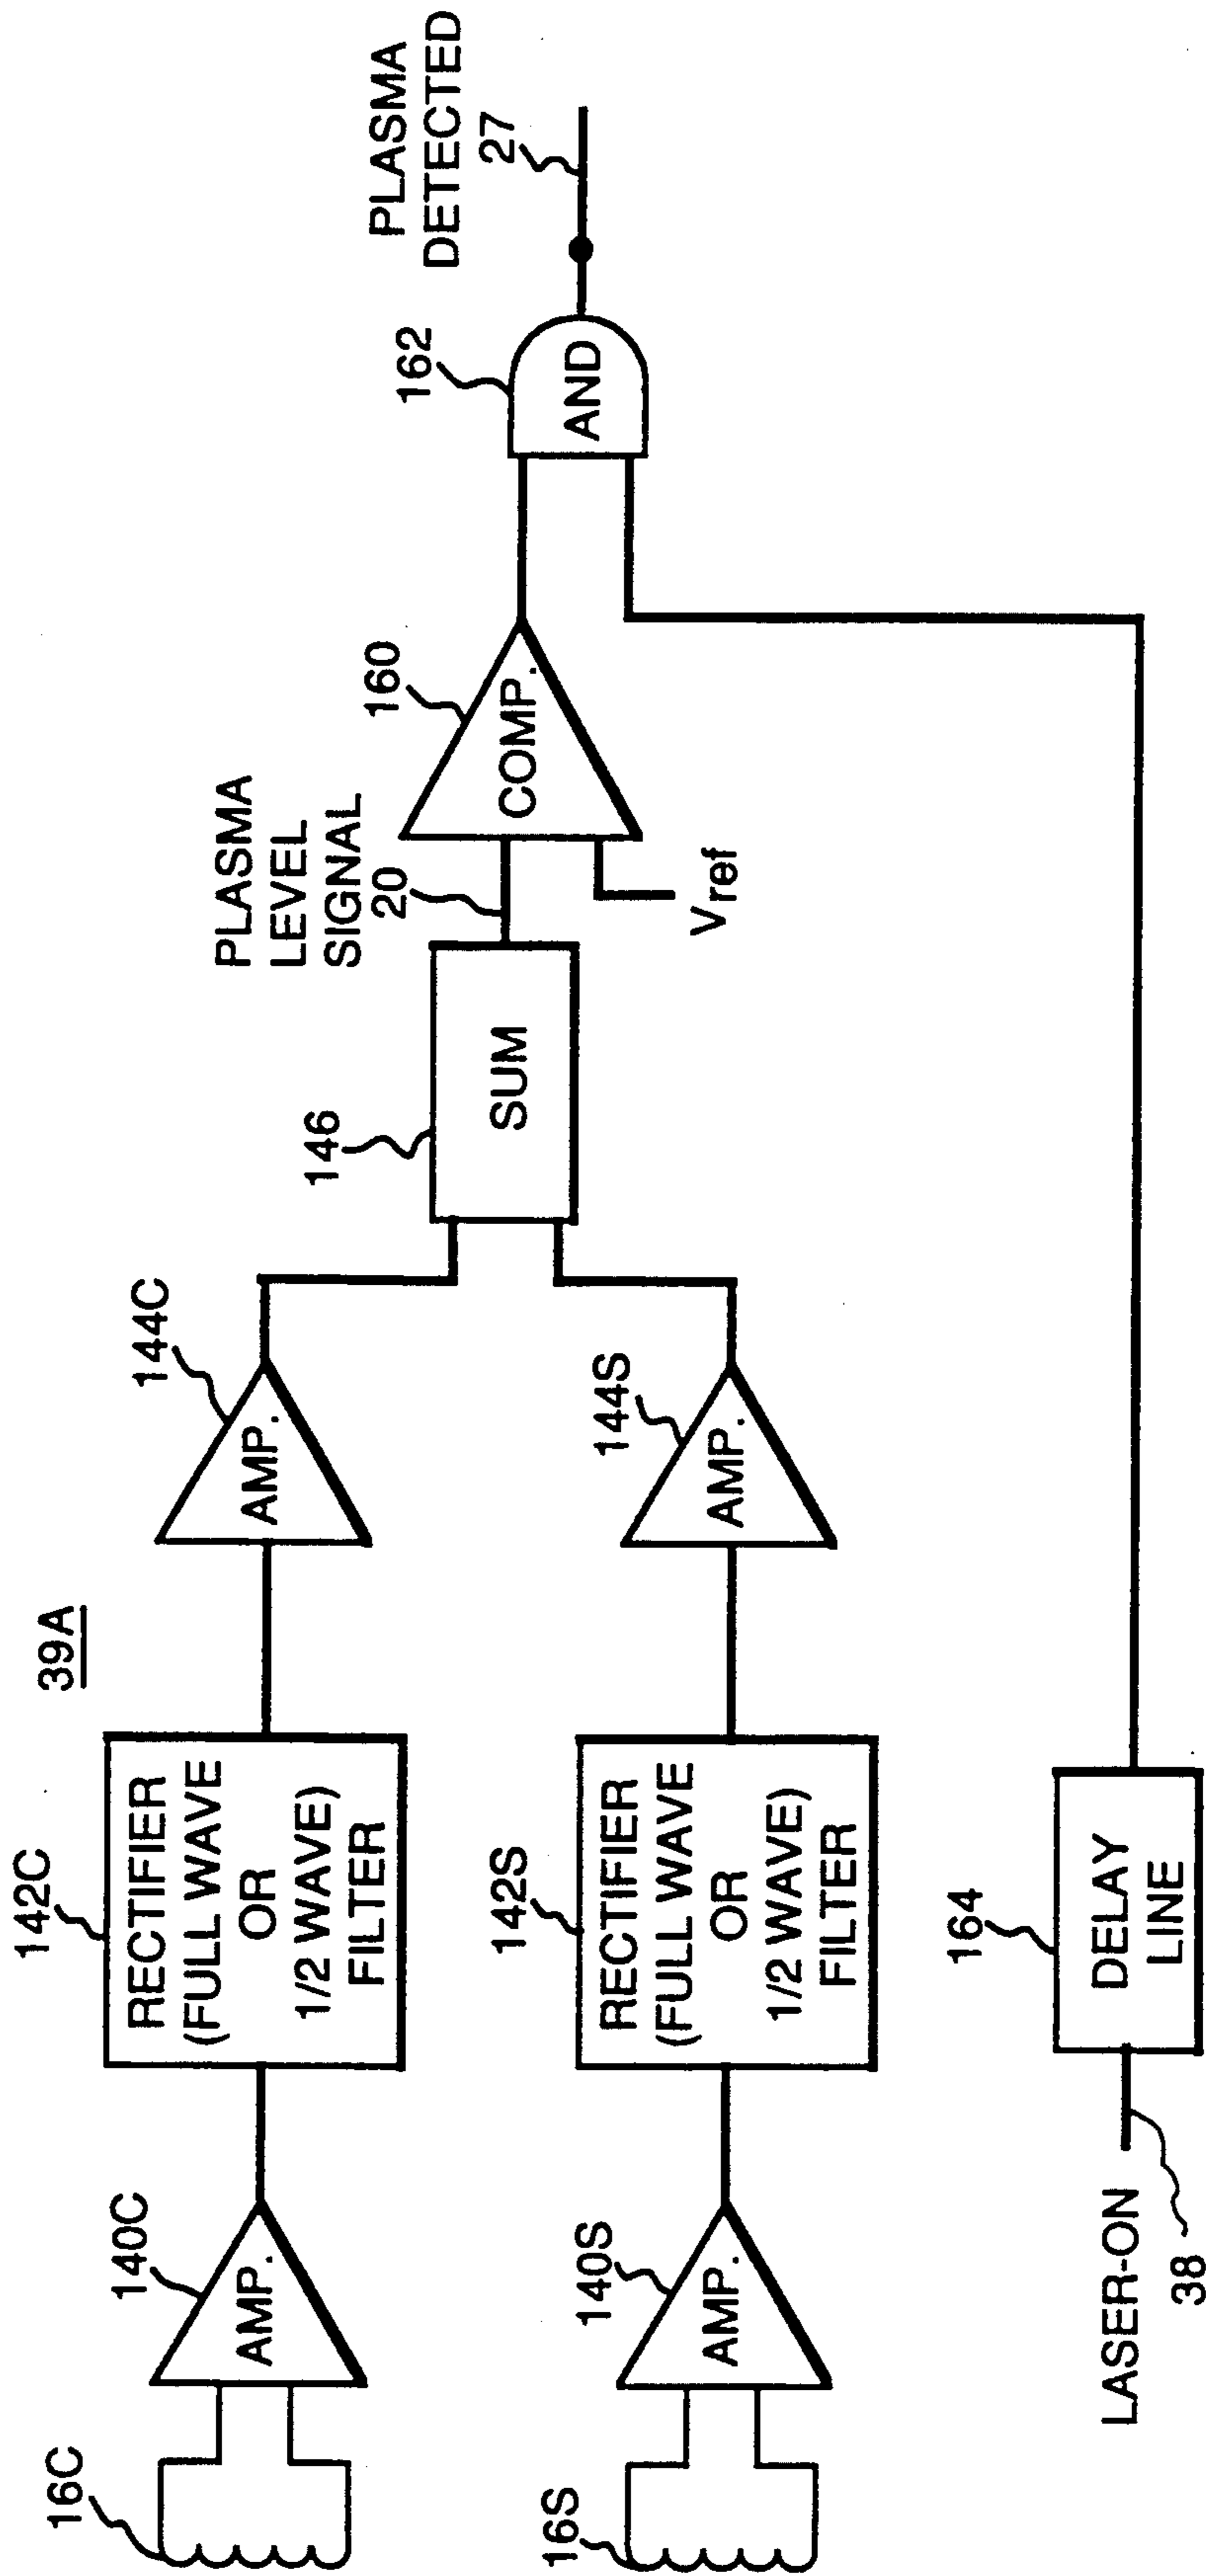 39A
16C
140C
AMP.
142C
RECTIFIER
(FULL WAVE
OR
1/2 WAVE)
FILTER
144C
AMP.
16S
140S
AMP.
142S
RECTIFIER
(FULL WAVE
OR
1/2 WAVE)
FILTER
144S
AMP.
146
SUM
PLASMA
LEVEL
SIGNAL
20
Vref
160
COMP.
162
AND
PLASMA
DETECTED
27
LASER-ON
38
164
DELAY
LINE